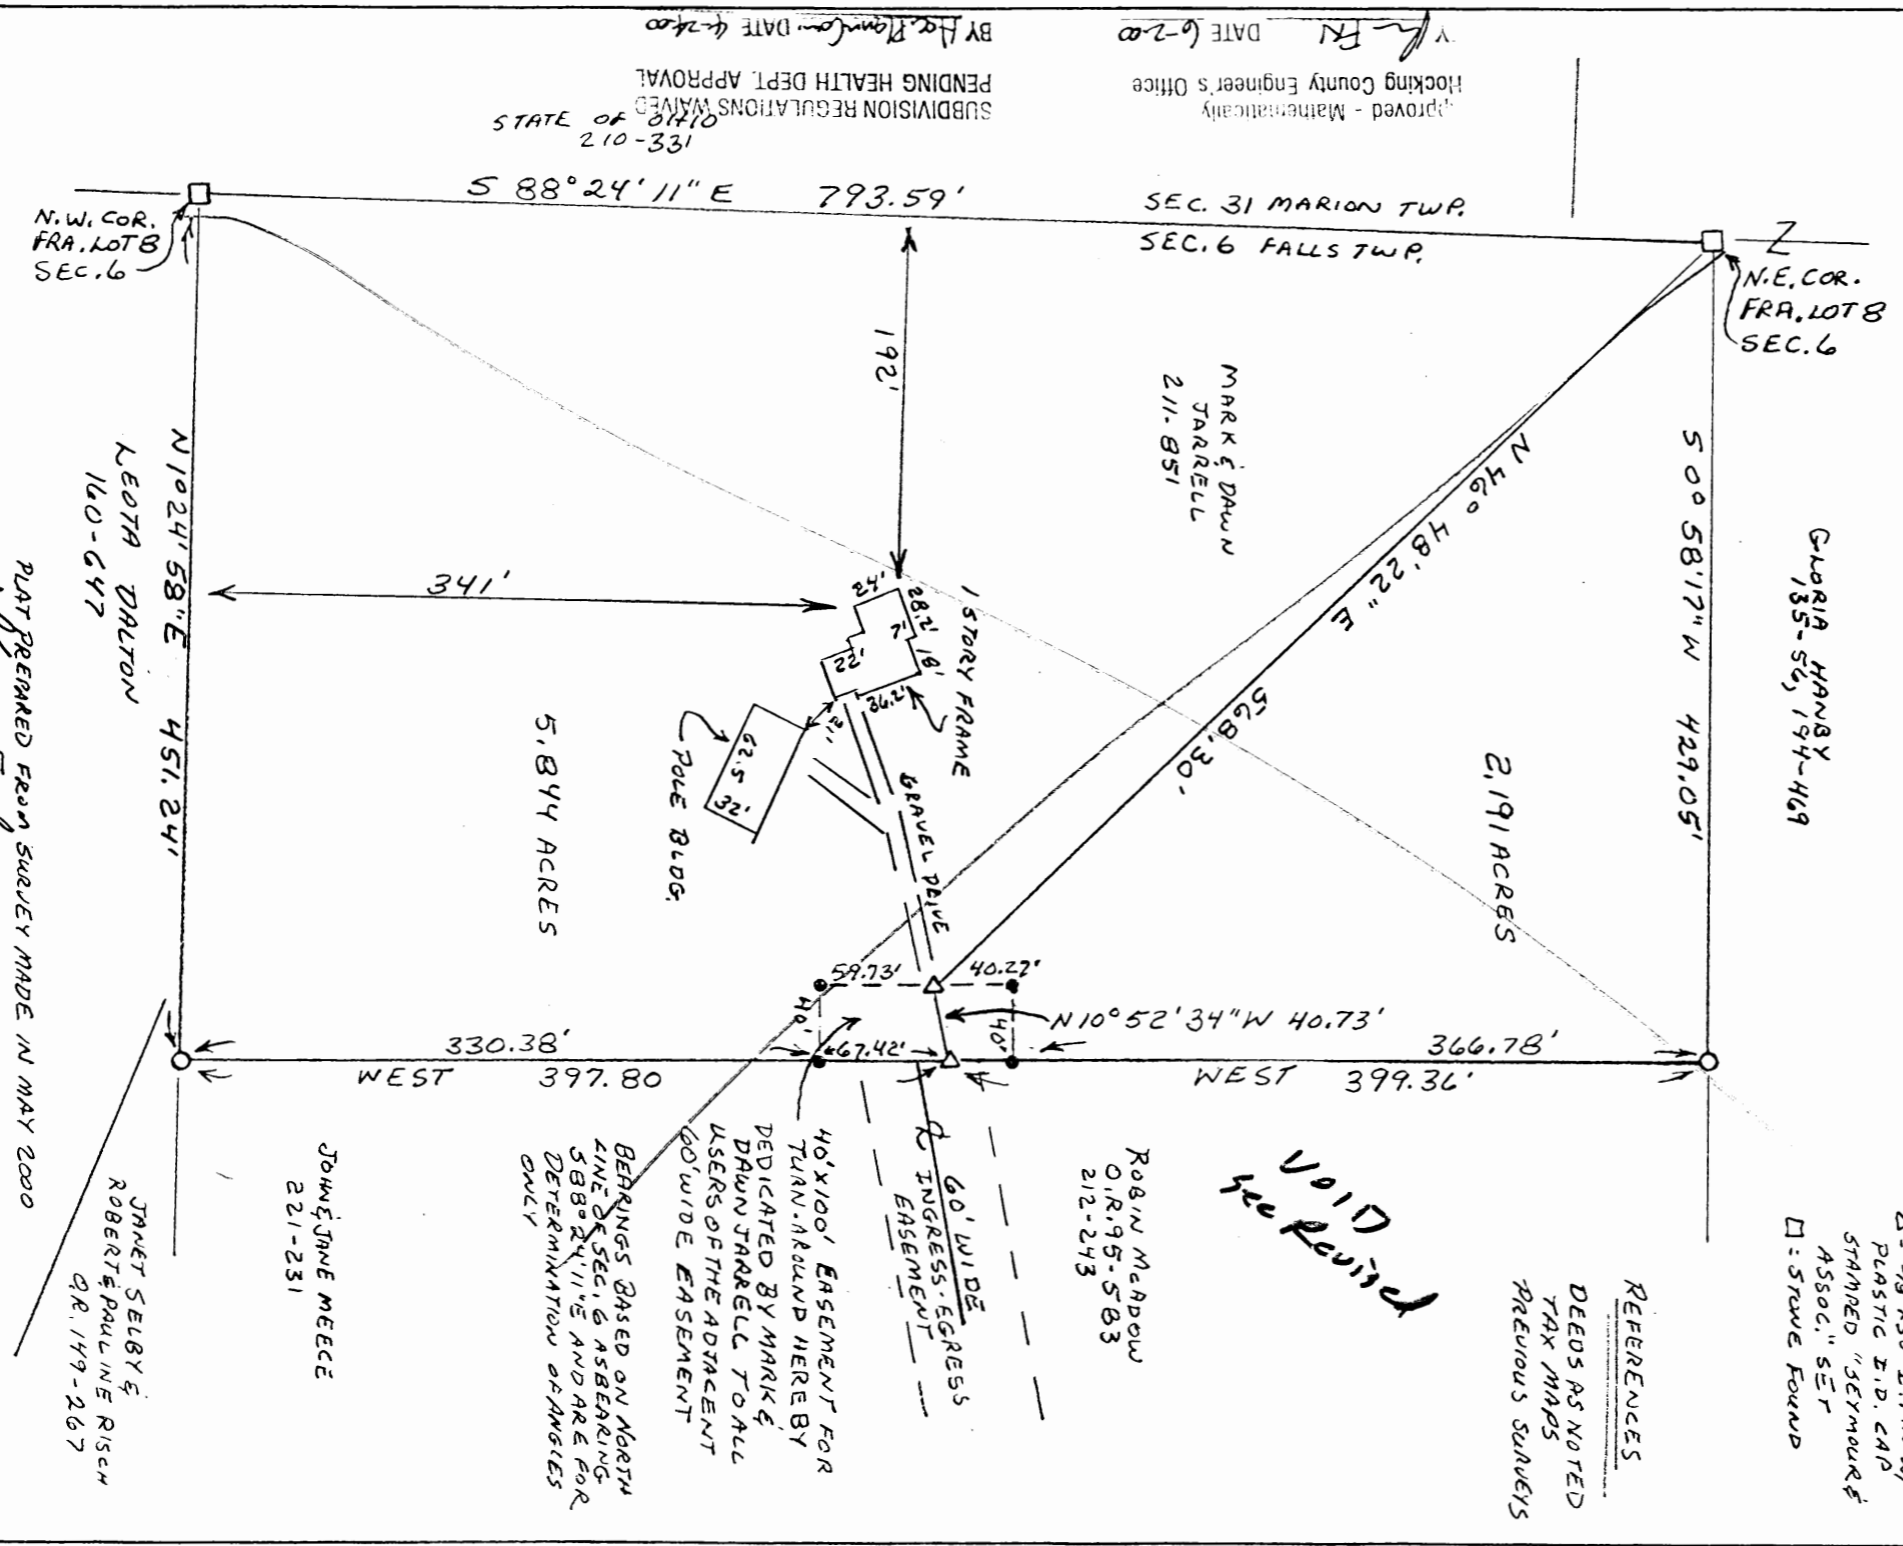 Approved - Mathematically
Hocking County Engineer's Office
DATE 6-2-00
SUBDIVISION REGULATIONS WAIVED
PENDING HEALTH DEPT. APPROVAL
BY DATE 4-24-00
STATE OF OHIO
210-331
S 88° 24' 11" E 793.59'
SEC. 31 MARION TWP.
SEC. 6 FALLS TWP.
N.W. COR.
FRA. LOT 8
SEC. 6
Z
N.E. COR.
FRA. LOT 8
SEC. 6
192'
MARK & DAWN
JARRELL
211-851
N 46° 48' 22" E
568.30'
S 0° 58' 17" W 429.05'
GLORIA HANBY
135-56, 194-469
N 1° 24' 58" E 451.24'
LEOTA DALTON
160-647
341'
24'
28.2'
7'
18'
22'
36.2'
1 STORY FRAME
62.5
32'
POLE BLDG.
GRAVEL DRIVE
5.844 ACRES
2.191 ACRES
59.73'
40.27'
40'
40'
N 10° 52' 34" W 40.73'
330.38'
67.42'
366.78'
WEST 397.80
WEST 399.36'
60' WIDE
INGRESS-EGRESS
EASEMENT
40' X 100' EASEMENT FOR
TURN-AROUND HEREBY
DEDICATED BY MARK &
DAWN JARRELL TO ALL
USERS OF THE ADJACENT
60' WIDE EASEMENT
BEARINGS BASED ON NORTH
LINE OF SEC. 6 AS BEARING
S 88° 24' 11" E AND ARE FOR
DETERMINATION OF ANGLES
ONLY
ROBIN McADOW
O.R. 95-583
212-243
VOID
See Revised
JOHN & JANE MEECE
221-231
JANET SELBY &
ROBERT & PAULINE RISCH
O.R. 149-267
PLAT PREPARED FROM SURVEY MADE IN MAY 2000
REFERENCES
DEEDS AS NOTED
TAX MAPS
PREVIOUS SURVEYS
PLASTIC I.D. CAP
STAMPED "SEYMOUR &
ASSOC." SET
□ = STONE FOUND